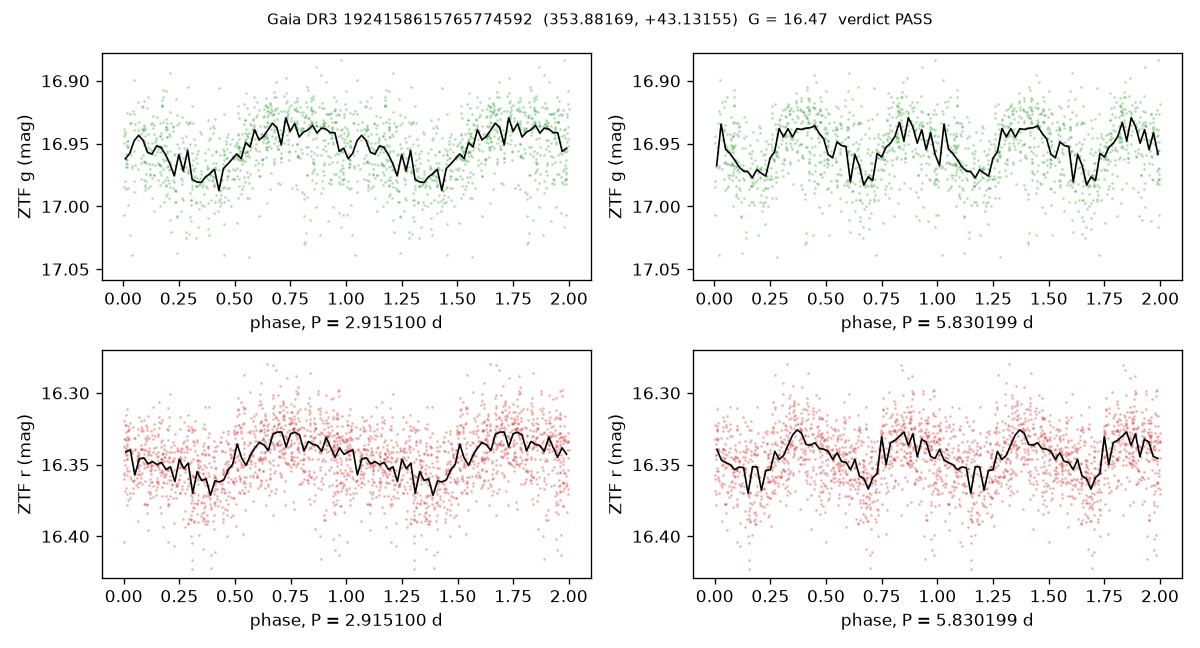 Gaia DR3 1924158615765774592 (353.88169, +43.13155) G = 16.47 verdict PASS
16.90
16.95
17.00
17.05
ZTF g (mag)
0.00 0.25 0.50 0.75 1.00 1.25 1.50 1.75 2.00
phase, P = 2.915100 d
16.90
16.95
17.00
17.05
ZTF g (mag)
0.00 0.25 0.50 0.75 1.00 1.25 1.50 1.75 2.00
phase, P = 5.830199 d
16.30
16.35
16.40
ZTF r (mag)
0.00 0.25 0.50 0.75 1.00 1.25 1.50 1.75 2.00
phase, P = 2.915100 d
16.30
16.35
16.40
ZTF r (mag)
0.00 0.25 0.50 0.75 1.00 1.25 1.50 1.75 2.00
phase, P = 5.830199 d